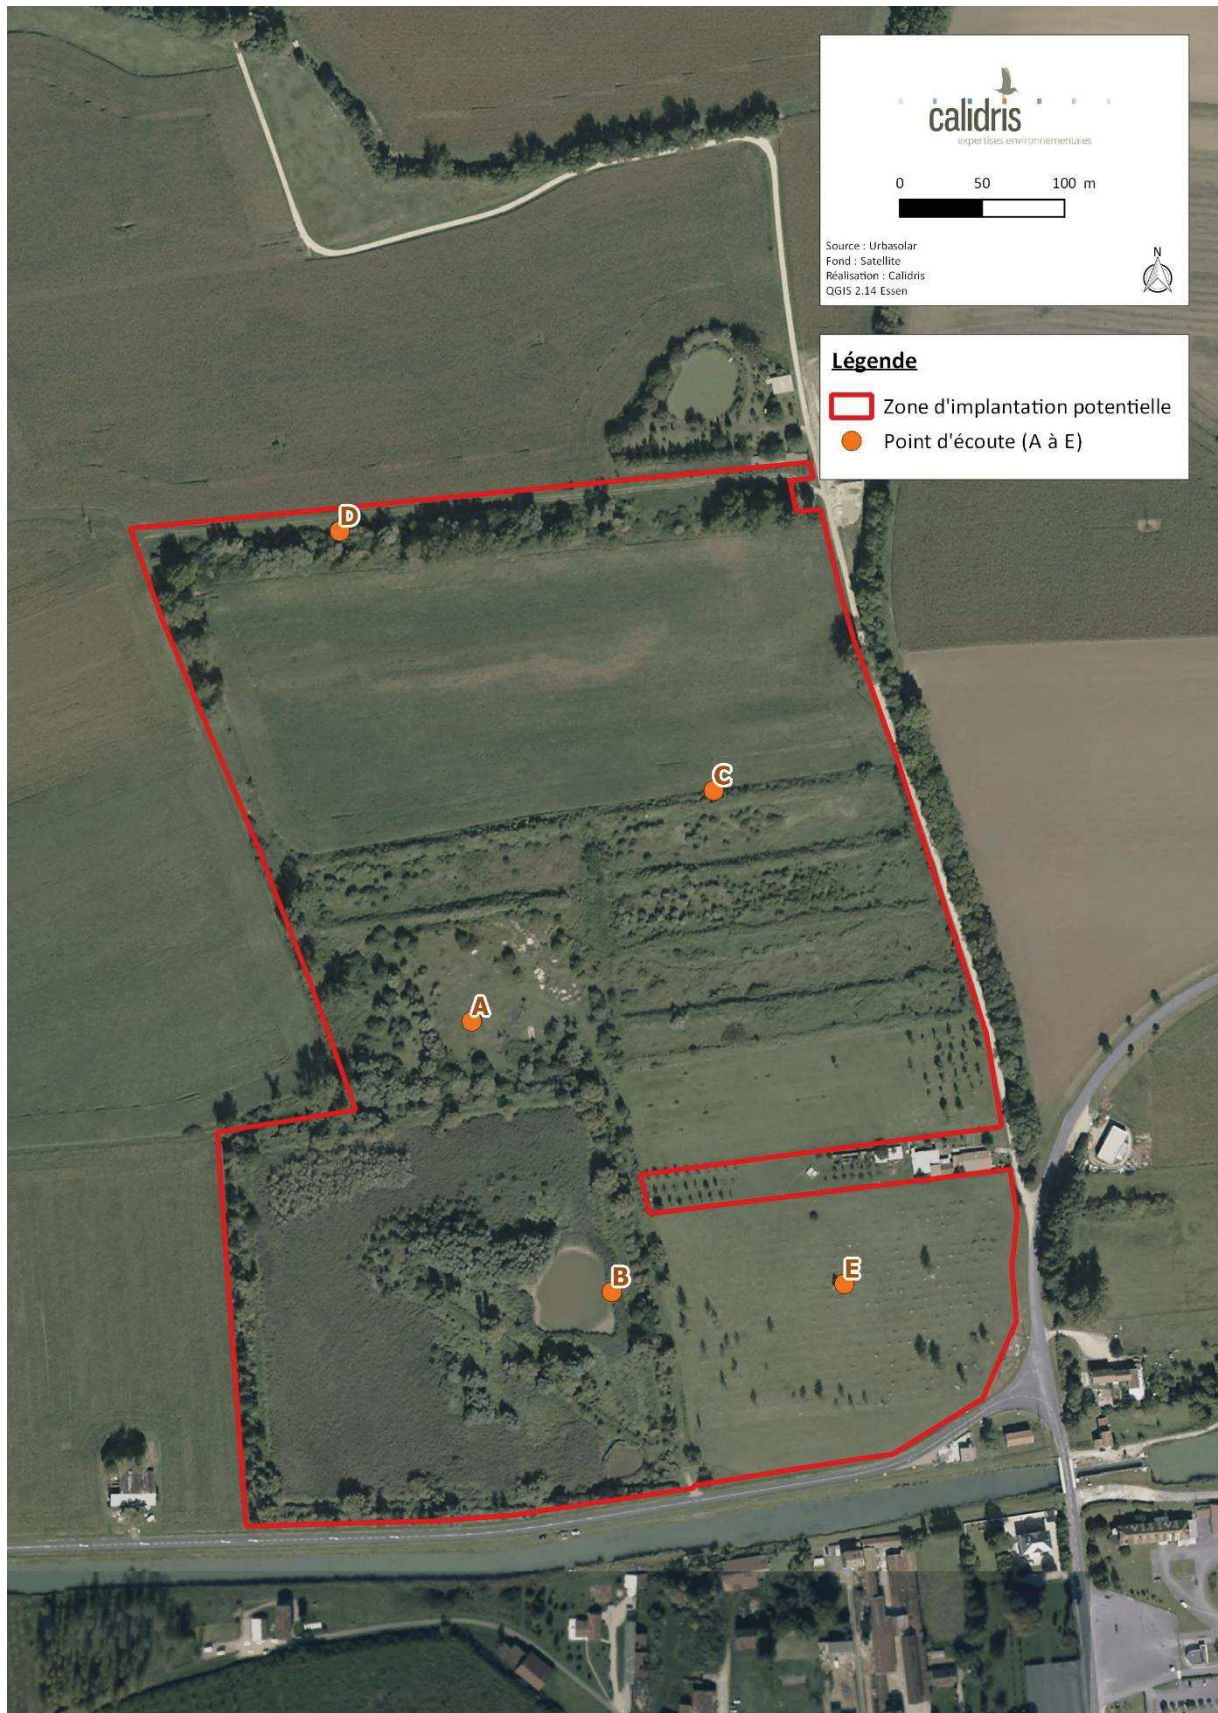 calidris
expertises environnementales
0 50 100 m
Source : Urbasolar
Fond : Satellite
Réalisation : Calidris
QGIS 2.14 Essen
N
Légende
Zone d'implantation potentielle
Point d'écoute (A à E)
D
C
A
B
E